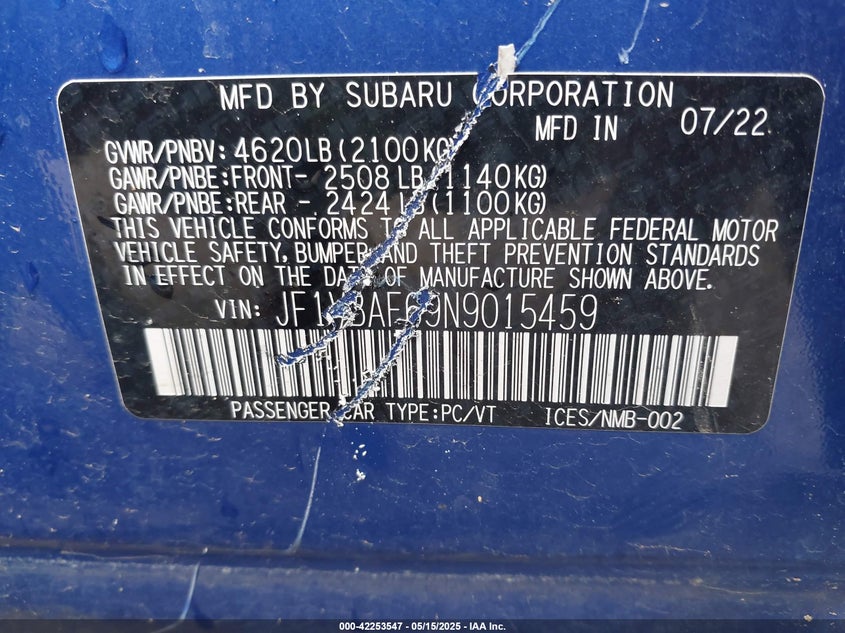 MFD BY SUBARU CORPORATION
MFD IN 07/22
GVWR/PNBV: 4620LB(2100KG)
GAWR/PNBE:FRONT- 2508 LB(1140KG)
GAWR/PNBE:REAR - 2424 LB(1100KG)
THIS VEHICLE CONFORMS TO ALL APPLICABLE FEDERAL MOTOR
VEHICLE SAFETY, BUMPER AND THEFT PREVENTION STANDARDS
IN EFFECT ON THE DATE OF MANUFACTURE SHOWN ABOVE.
VIN:
PASSENGER CAR TYPE:PC/VT ICES/NMB-002
000-42253547 - 05/15/2025 - IAA Inc.